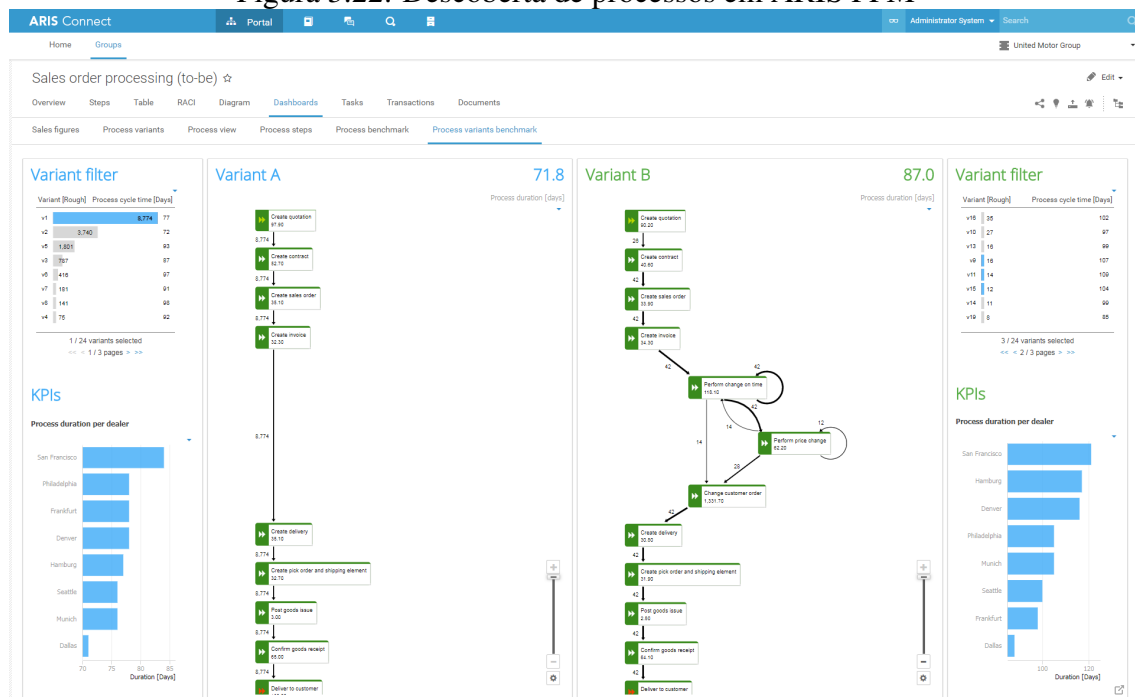 Figura 3.22: Descoberta de processos em ARIS PPM
ARIS Connect Portal Administrator System Search
Home Groups United Motor Group
Sales order processing (to-be) Edit
Overview Steps Table RACI Diagram Dashboards Tasks Transactions Documents
Sales figures Process variants Process view Process steps Process benchmark Process variants benchmark
Variant filter
Variant [Rough] Process cycle time [Days]
v1 8,774 77
v2 3,740 72
v5 1,801 93
v3 787 87
v6 416 97
v7 181 91
v8 141 98
v4 75 92
1 / 24 variants selected
<< < 1 / 3 pages > >>
KPIs
Process duration per dealer
San Francisco
Philadelphia
Frankfurt
Denver
Hamburg
Seattle
Munich
Dallas
70 75 80 85
Duration [Days]
Variant A 71.8
Process duration [days]
Create quotation
97.90
8,774
Create contract
52.70
8,774
Create sales order
35.10
8,774
Create invoice
32.30
8,774
Create delivery
35.10
8,774
Create pick order and shipping element
32.70
8,774
Post goods issue
3.00
8,774
Confirm goods receipt
65.00
8,774
Deliver to customer
Variant B 87.0
Process duration [days]
Create quotation
90.20
28
Create contract
40.60
42
Create sales order
33.90
42
Create invoice
34.30
42
42
Perform change on time
118.10
42
14
14
12
Perform price change
62.20
28
Change customer order
1,331.70
42
Create delivery
30.50
42
Create pick order and shipping element
31.90
42
Post goods issue
2.90
42
Confirm goods receipt
64.10
42
Deliver to customer
Variant filter
Variant [Rough] Process cycle time [Days]
v16 35 102
v10 27 97
v13 16 99
v9 16 107
v11 14 109
v15 12 104
v14 11 99
v19 8 85
3 / 24 variants selected
<< < 2 / 3 pages > >>
KPIs
Process duration per dealer
San Francisco
Hamburg
Denver
Philadelphia
Munich
Seattle
Frankfurt
Dallas
100 120
Duration [Days]